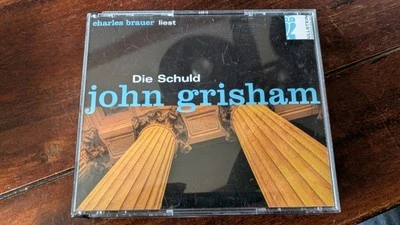 charles brauer liest
Die Schuld
john grisham